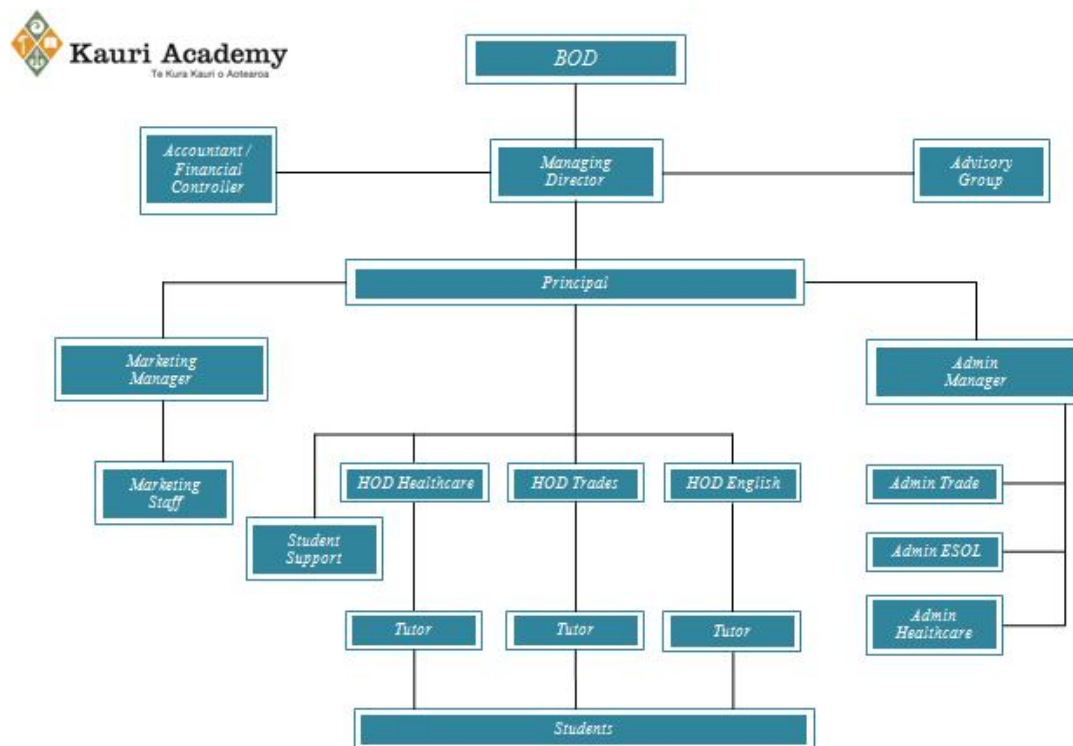 Kauri Academy
Te Kura Kauri o Aotearoa
BOD
Accountant /
Financial
Controller
Managing
Director
Advisory
Group
Principal
Marketing
Manager
Admin
Manager
Marketing
Staff
HOD Healthcare
HOD Trades
HOD English
Admin Trade
Student
Support
Admin ESOL
Tutor
Tutor
Tutor
Admin
Healthcare
Students